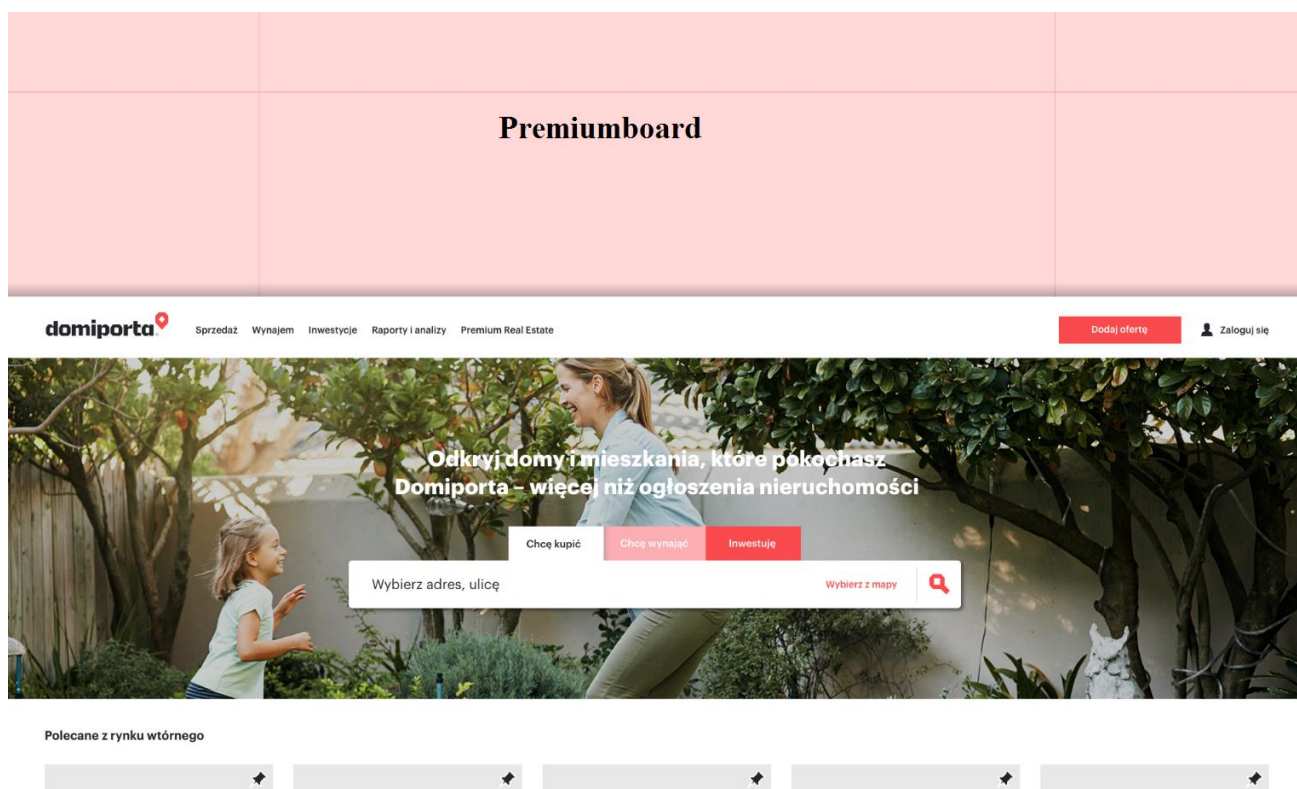 Premiumboard
domiporta
Sprzedaż Wynajem Inwestycje Raporty i analizy Premium Real Estate
Dodaj ofertę
Zaloguj się
Odkryj domy i mieszkania, które pokochasz
Domiporta – więcej niż ogłoszenia nieruchomości
Chcę kupić Chcę wynająć Inwestuję
Wybierz adres, ulicę
Wybierz z mapy
Polecane z rynku wtórnego